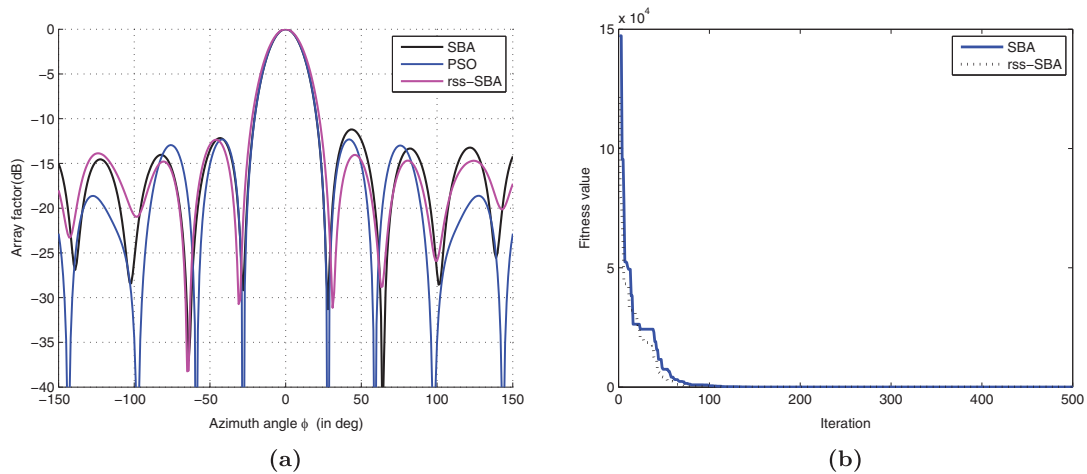 0
−5
−10
−15
−20
−25
−30
−35
−40
−150
−100
−50
0
50
100
150
Array factor(dB)
Azimuth angle ϕ (in deg)
SBA
PSO
rss−SBA
(a)
x 10⁴
15
10
5
0
0
100
200
300
400
500
Fitness value
Iteration
SBA
rss−SBA
(b)